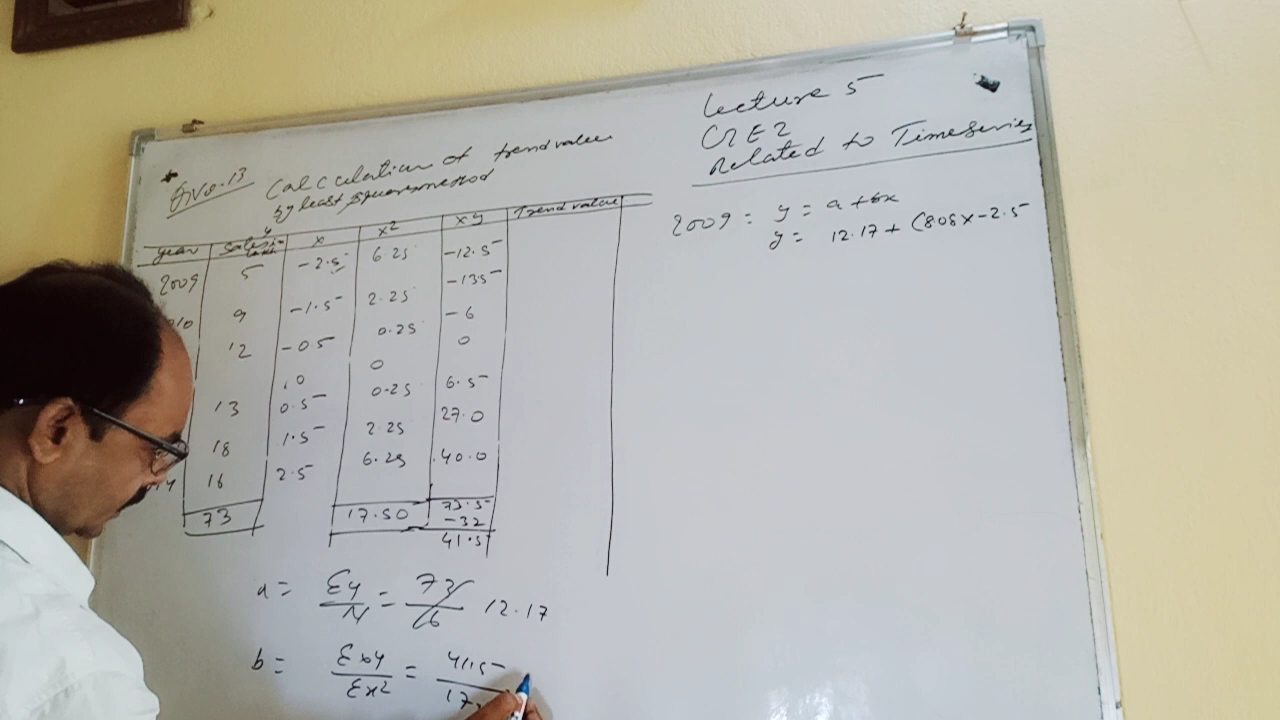 Lecture 5
CRE2
Related to Timeseries
Q.No.13 Calculation of trend value
by least square method
year y x x2 xy Trend value
2009 5 -2.5 6.25 -12.5
9 -1.5 2.25 -135
12 -0.5 0.25 -6
.0 0 0
13 0.5 0.25 6.5
18 1.5 2.25 27.0
16 2.5 6.25 .40.0
73 17.50 73.5
-32
41.5
a = Σy/N = 73/6 12.17
b = Σxy/Σx2 = 41.5/17.
2009 = y = a + bx
y = 12.17 + (808x-2.5